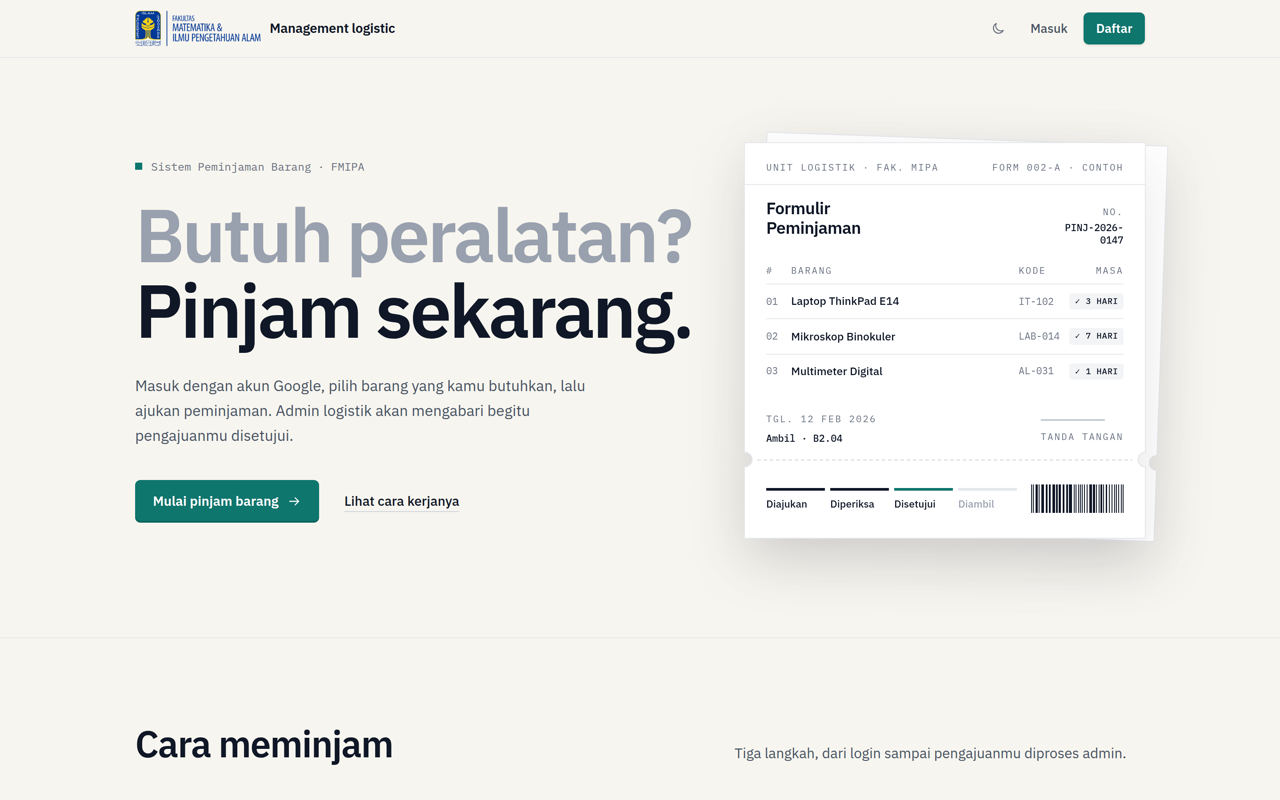 FAKULTAS
MATEMATIKA &
ILMU PENGETAHUAN ALAM
Management logistic
Masuk
Daftar
Sistem Peminjaman Barang · FMIPA
Butuh peralatan?
Pinjam sekarang.
Masuk dengan akun Google, pilih barang yang kamu butuhkan, lalu
ajukan peminjaman. Admin logistik akan mengabari begitu
pengajuanmu disetujui.
Mulai pinjam barang →
Lihat cara kerjanya
UNIT LOGISTIK · FAK. MIPA
FORM 002-A · CONTOH
Formulir
Peminjaman
NO.
PINJ-2026-
0147
# BARANG KODE MASA
01 Laptop ThinkPad E14 IT-102 ✓ 3 HARI
02 Mikroskop Binokuler LAB-014 ✓ 7 HARI
03 Multimeter Digital AL-031 ✓ 1 HARI
TGL. 12 FEB 2026
Ambil · B2.04
TANDA TANGAN
Diajukan Diperiksa Disetujui Diambil
Cara meminjam
Tiga langkah, dari login sampai pengajuanmu diproses admin.